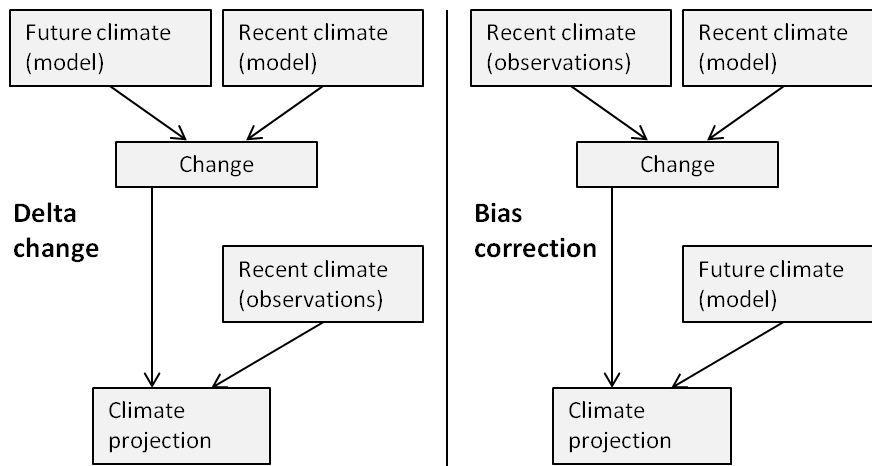 Future climate
(model)
Recent climate
(model)
Change
Delta
change
Recent climate
(observations)
Climate
projection
Recent climate
(observations)
Recent climate
(model)
Change
Bias
correction
Future climate
(model)
Climate
projection